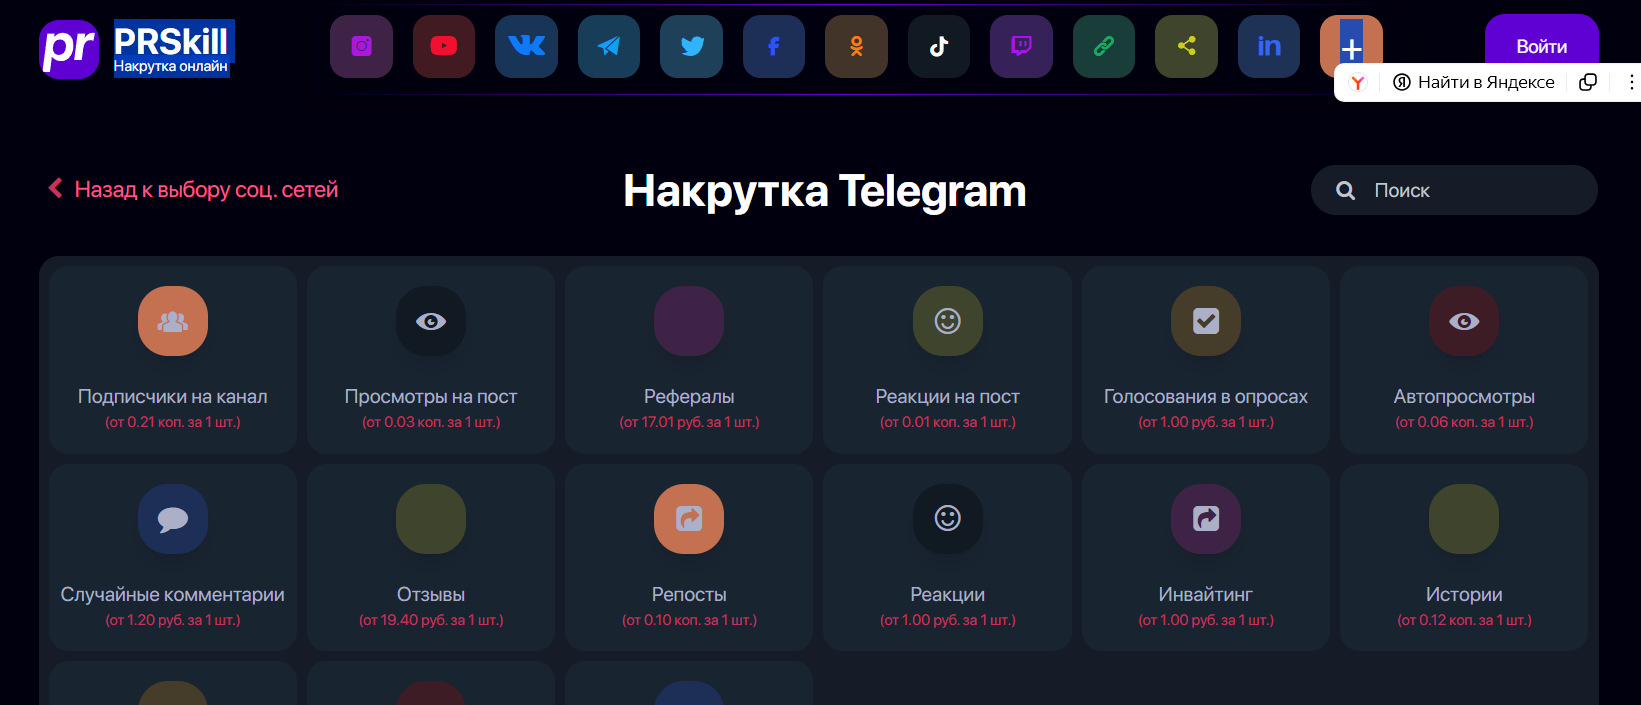 pr
PRSkill
Накрутка онлайн
Войти
Найти в Яндексе
Назад к выбору соц. сетей
Накрутка Telegram
Поиск
Подписчики на канал
(от 0.21 коп. за 1 шт.)
Просмотры на пост
(от 0.03 коп. за 1 шт.)
Рефералы
(от 17.01 руб. за 1 шт.)
Реакции на пост
(от 0.01 коп. за 1 шт.)
Голосования в опросах
(от 1.00 руб. за 1 шт.)
Автопросмотры
(от 0.06 коп. за 1 шт.)
Случайные комментарии
(от 1.20 руб. за 1 шт.)
Отзывы
(от 19.40 руб. за 1 шт.)
Репосты
(от 0.10 коп. за 1 шт.)
Реакции
(от 1.00 руб. за 1 шт.)
Инвайтинг
(от 1.00 руб. за 1 шт.)
Истории
(от 0.12 коп. за 1 шт.)